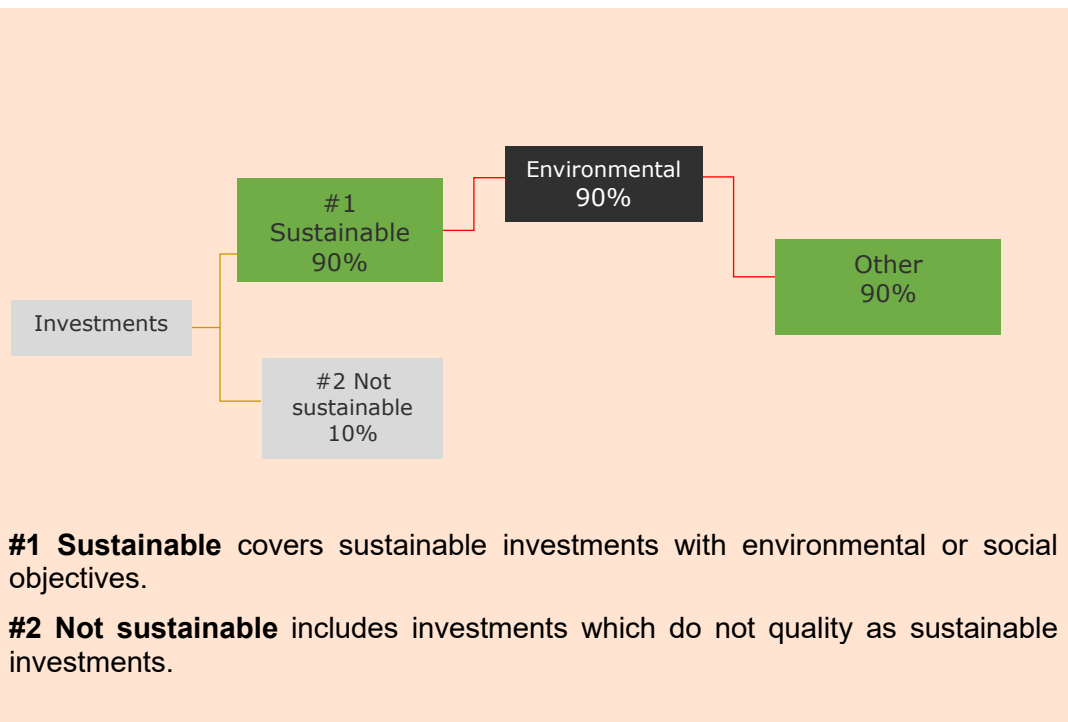 Environmental
90%
#1
Sustainable
90%
Other
90%
Investments
#2 Not
sustainable
10%
#1 Sustainable covers sustainable investments with environmental or social
objectives.
#2 Not sustainable includes investments which do not quality as sustainable
investments.